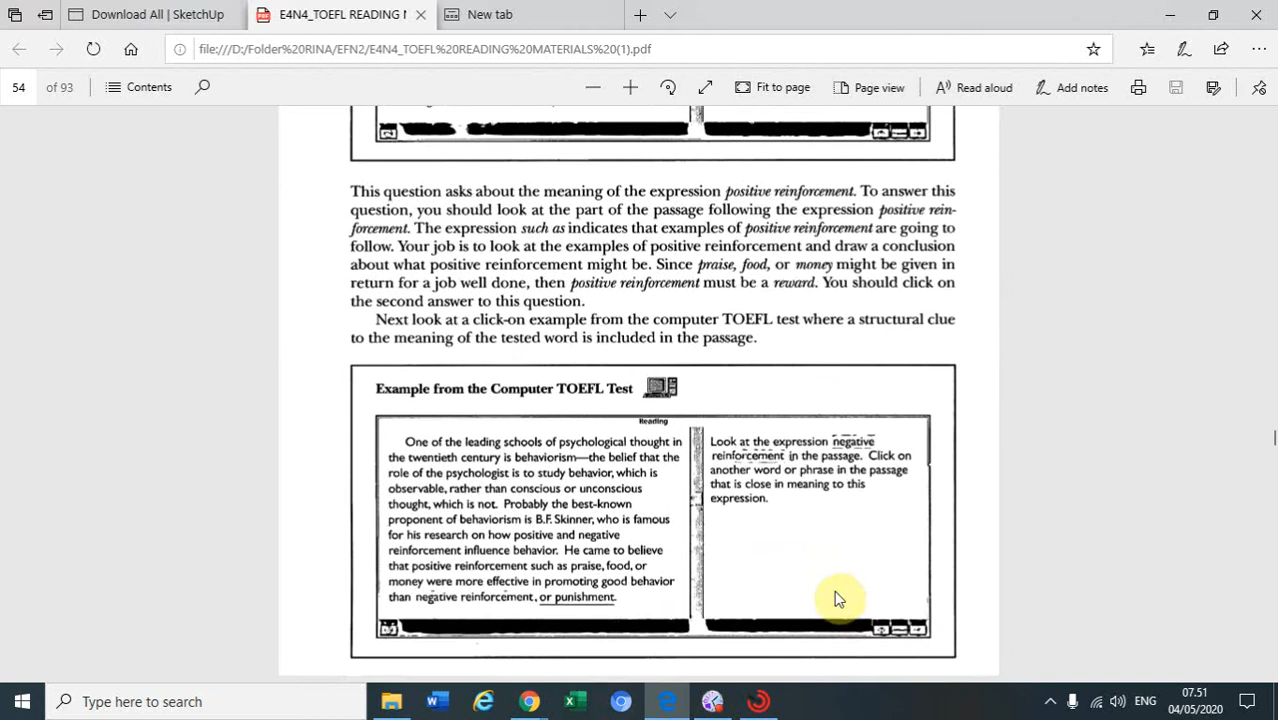 Download All | SketchUp
E4N4_TOEFL READING M
New tab
file:///D:/Folder%20RINA/EFN2/E4N4_TOEFL%20READING%20MATERIALS%20(1).pdf
54 of 93
Contents
Fit to page
Page view
Read aloud
Add notes
This question asks about the meaning of the expression positive reinforcement. To answer this
question, you should look at the part of the passage following the expression positive rein-
forcement. The expression such as indicates that examples of positive reinforcement are going to
follow. Your job is to look at the examples of positive reinforcement and draw a conclusion
about what positive reinforcement might be. Since praise, food, or money might be given in
return for a job well done, then positive reinforcement must be a reward. You should click on
the second answer to this question.
Next look at a click-on example from the computer TOEFL test where a structural clue
to the meaning of the tested word is included in the passage.
Example from the Computer TOEFL Test
Reading
One of the leading schools of psychological thought in
the twentieth century is behaviorism—the belief that the
role of the psychologist is to study behavior, which is
observable, rather than conscious or unconscious
thought, which is not. Probably the best-known
proponent of behaviorism is B.F. Skinner, who is famous
for his research on how positive and negative
reinforcement influence behavior. He came to believe
that positive reinforcement such as praise, food, or
money were more effective in promoting good behavior
than negative reinforcement, or punishment.
Look at the expression negative
reinforcement in the passage. Click on
another word or phrase in the passage
that is close in meaning to this
expression.
Type here to search
ENG
07.51
04/05/2020